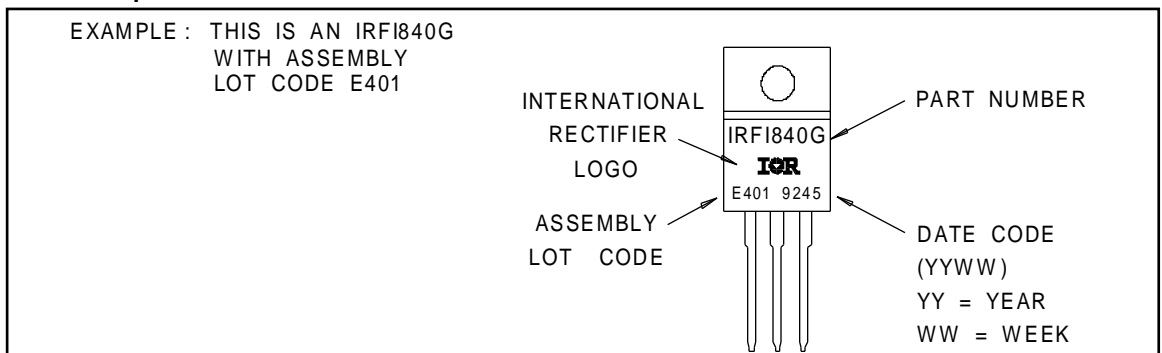 EXAMPLE : THIS IS AN IRFI840G
WITH ASSEMBLY
LOT CODE E401
INTERNATIONAL
RECTIFIER
LOGO
ASSEMBLY
LOT CODE
IRFI840G
IOR
E401 9245
PART NUMBER
DATE CODE
(YYWW)
YY = YEAR
WW = WEEK